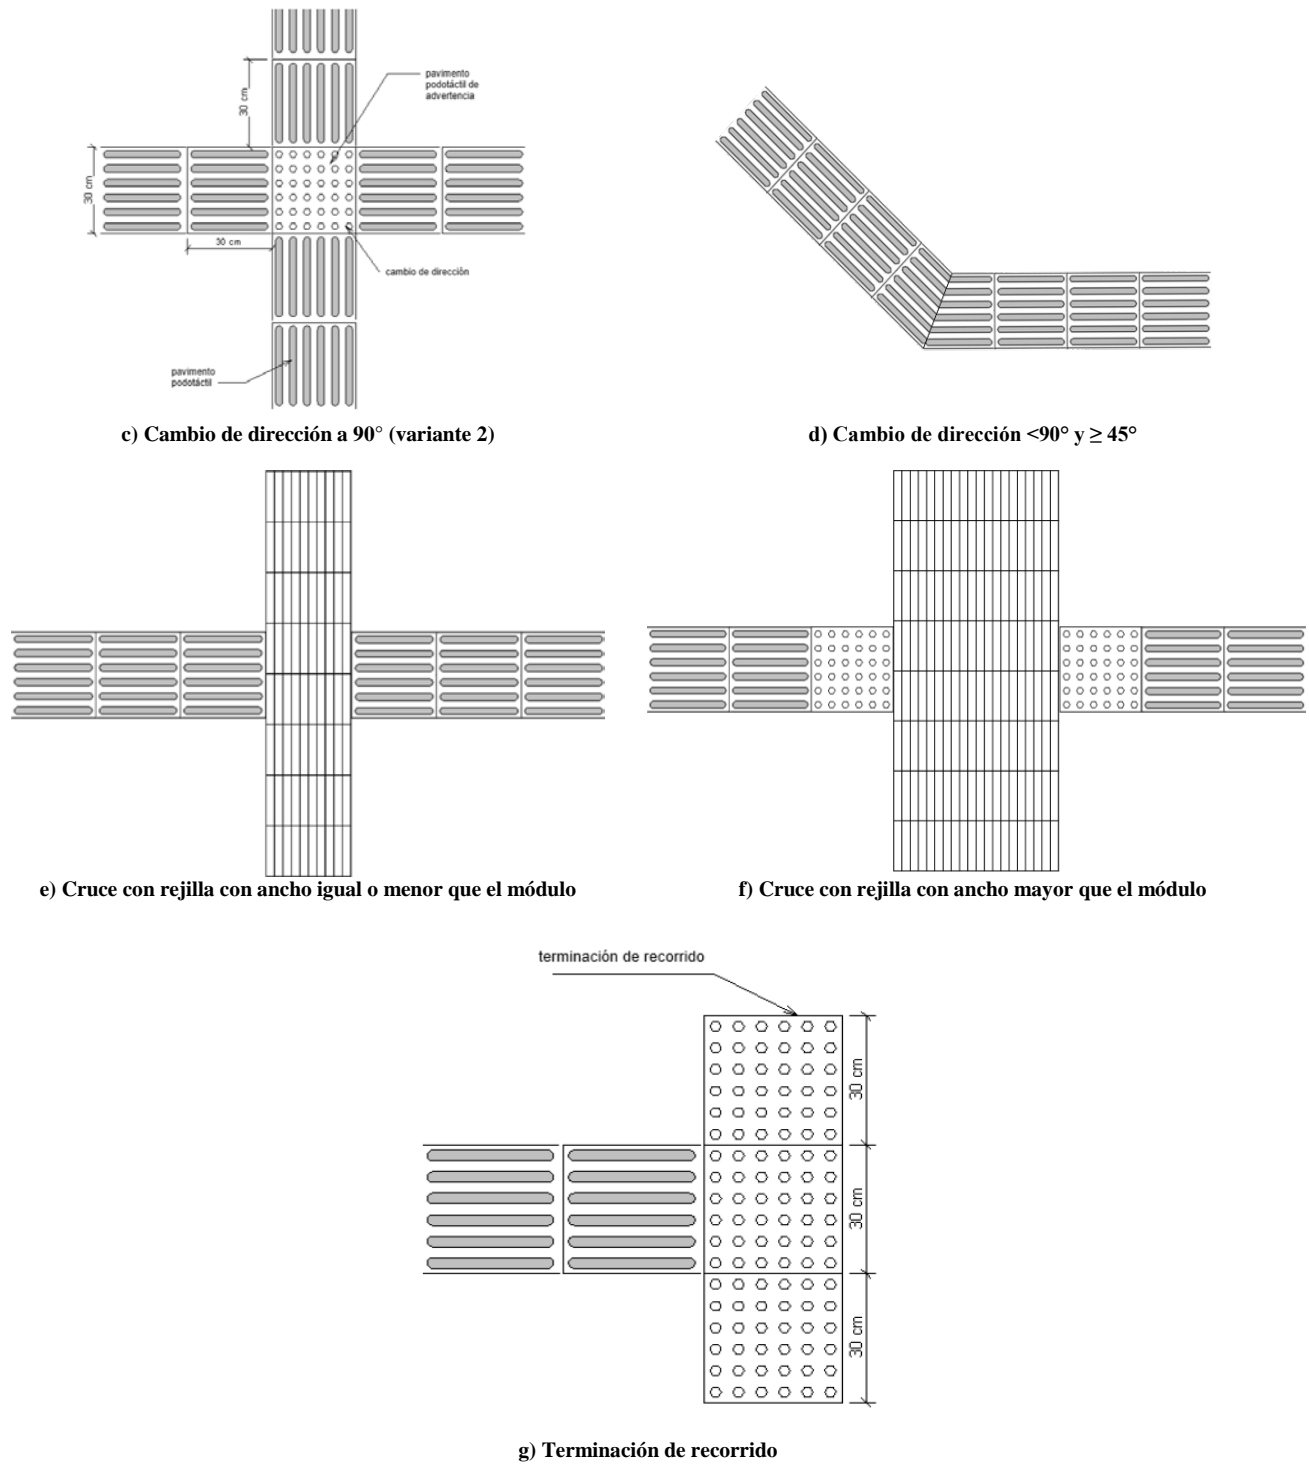 pavimento
podotáctil de
advertencia
30 cm
30 cm
30 cm
cambio de dirección
pavimento
podotáctil
c) Cambio de dirección a 90° (variante 2)
d) Cambio de dirección <90° y ≥ 45°
e) Cruce con rejilla con ancho igual o menor que el módulo
f) Cruce con rejilla con ancho mayor que el módulo
terminación de recorrido
30 cm
30 cm
30 cm
g) Terminación de recorrido